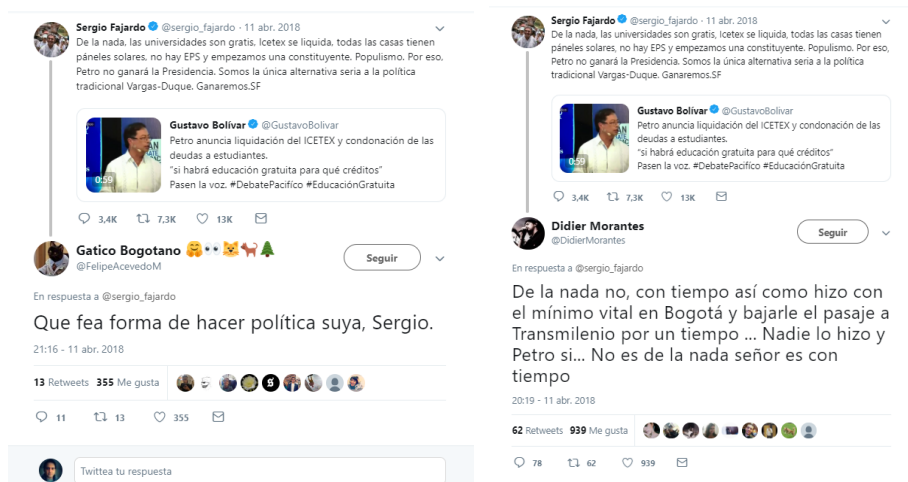 Sergio Fajardo @sergio_fajardo · 11 abr. 2018
De la nada, las universidades son gratis, Icetex se liquida, todas las casas tienen
páneles solares, no hay EPS y empezamos una constituyente. Populismo. Por eso,
Petro no ganará la Presidencia. Somos la única alternativa seria a la política
tradicional Vargas-Duque. Ganaremos.SF
Gustavo Bolívar @GustavoBolivar
Petro anuncia liquidación del ICETEX y condonación de las
deudas a estudiantes.
"si habrá educación gratuita para qué créditos"
Pasen la voz. #DebatePacífico #EducaciónGratuita
0:59
3,4K 7,3K 13K
Gatico Bogotano 🤗👀😺🐈🌲
@FelipeAcevedoM
Seguir
En respuesta a @sergio_fajardo
Que fea forma de hacer política suya, Sergio.
21:16 - 11 abr. 2018
13 Retweets 355 Me gusta
11 13 355
Twittea tu respuesta
Sergio Fajardo @sergio_fajardo · 11 abr. 2018
De la nada, las universidades son gratis, Icetex se liquida, todas las casas tienen
páneles solares, no hay EPS y empezamos una constituyente. Populismo. Por eso,
Petro no ganará la Presidencia. Somos la única alternativa seria a la política
tradicional Vargas-Duque. Ganaremos.SF
Gustavo Bolívar @GustavoBolivar
Petro anuncia liquidación del ICETEX y condonación de las
deudas a estudiantes.
"si habrá educación gratuita para qué créditos"
Pasen la voz. #DebatePacífico #EducaciónGratuita
0:59
3,4K 7,3K 13K
Didier Morantes
@DidierMorantes
Seguir
En respuesta a @sergio_fajardo
De la nada no, con tiempo así como hizo con
el mínimo vital en Bogotá y bajarle el pasaje a
Transmilenio por un tiempo ... Nadie lo hizo y
Petro si... No es de la nada señor es con
tiempo
20:19 - 11 abr. 2018
62 Retweets 939 Me gusta
78 62 939